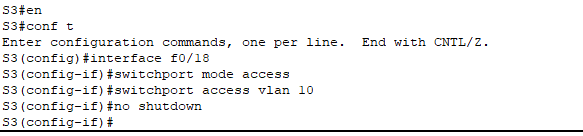 S3#en
S3#conf t
Enter configuration commands, one per line.  End with CNTL/Z.
S3(config)#interface f0/18
S3(config-if)#switchport mode access
S3(config-if)#switchport access vlan 10
S3(config-if)#no shutdown
S3(config-if)#